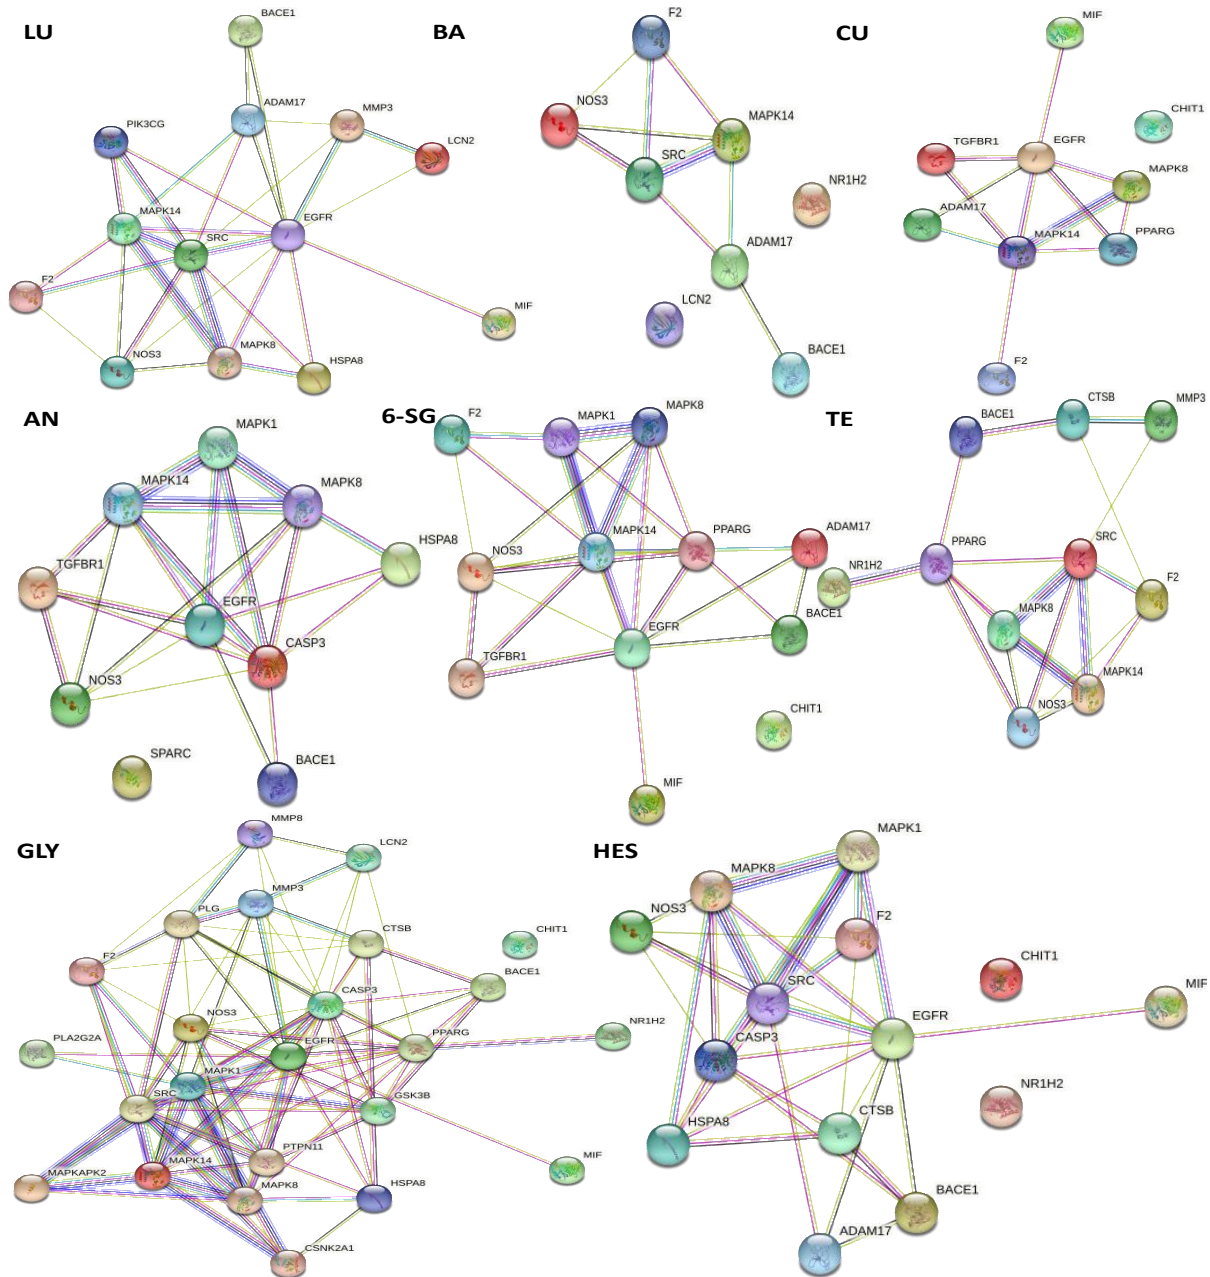 LU
BACE1
ADAM17
MMP3
PIK3CG
LCN2
MAPK14
EGFR
SRC
F2
MIF
NOS3
MAPK8
HSPA8
BA
F2
NOS3
MAPK14
SRC
NR1H2
ADAM17
LCN2
BACE1
CU
MIF
CHIT1
TGFBR1
EGFR
MAPK8
ADAM17
MAPK14
PPARG
F2
AN
MAPK1
MAPK14
MAPK8
HSPA8
TGFBR1
EGFR
CASP3
NOS3
SPARC
BACE1
6-SG
F2
MAPK1
MAPK8
MAPK14
PPARG
ADAM17
NOS3
BACE1
EGFR
TGFBR1
CHIT1
MIF
TE
BACE1
CTSB
MMP3
PPARG
SRC
NR1H2
F2
MAPK8
MAPK14
NOS3
GLY
MMP8
LCN2
MMP3
PLG
CTSB
CHIT1
F2
BACE1
CASP3
NOS3
PPARG
NR1H2
PLA2G2A
EGFR
MAPK1
SRC
GSK3B
PTPN11
MIF
MAPK14
MAPKAPK2
MAPK8
HSPA8
CSNK2A1
HES
MAPK1
MAPK8
NOS3
F2
CHIT1
SRC
MIF
EGFR
CASP3
NR1H2
HSPA8
CTSB
BACE1
ADAM17